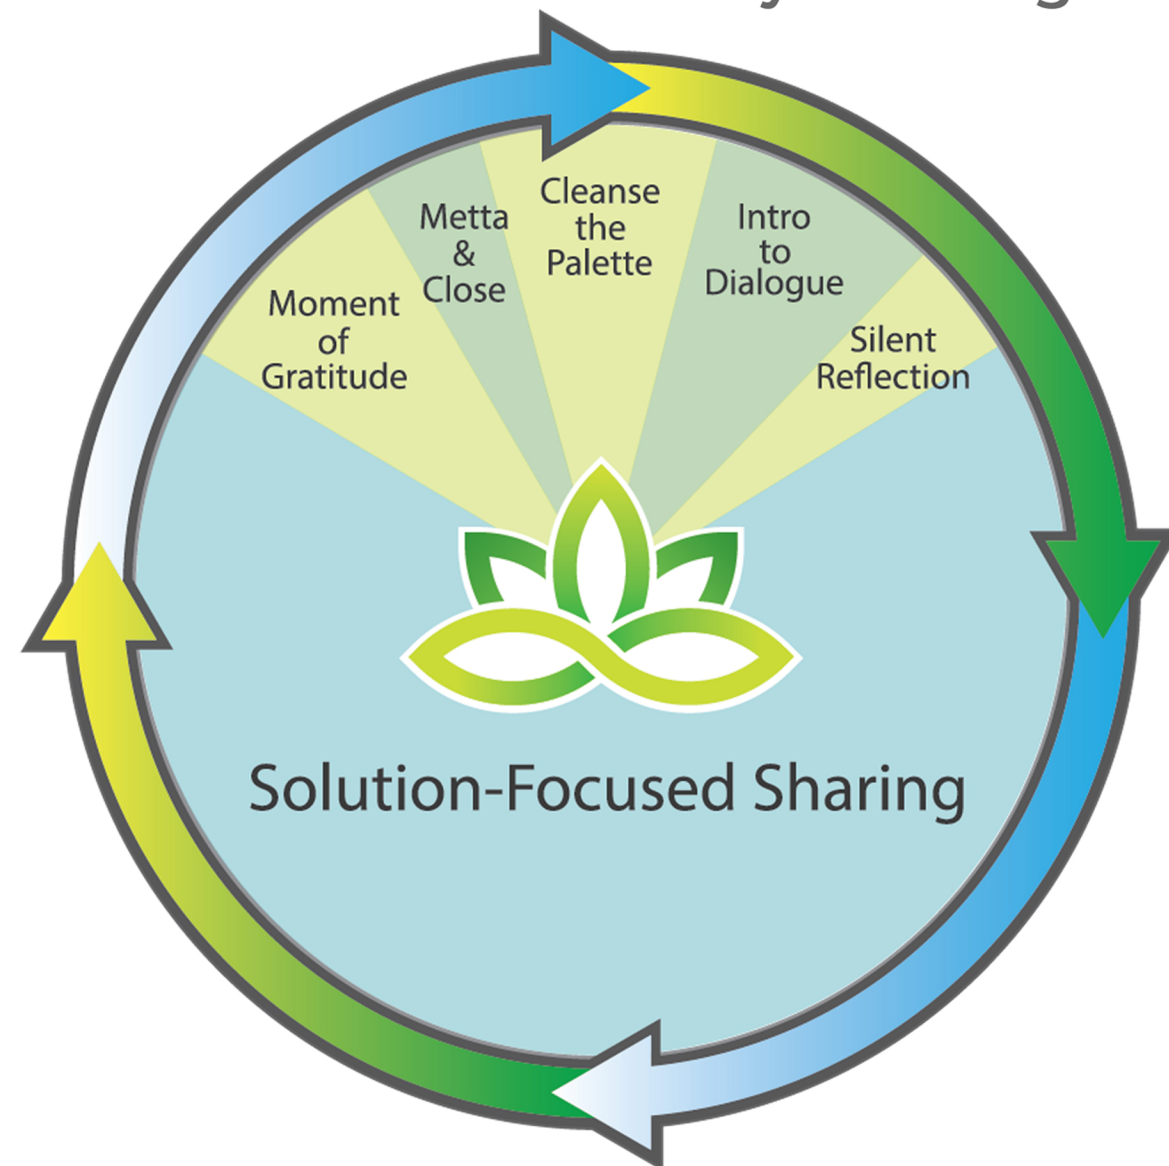 Cleanse
the
Palette
Intro
to
Dialogue
Silent
Reflection
Solution-Focused Sharing
Moment
of
Gratitude
Metta
&
Close